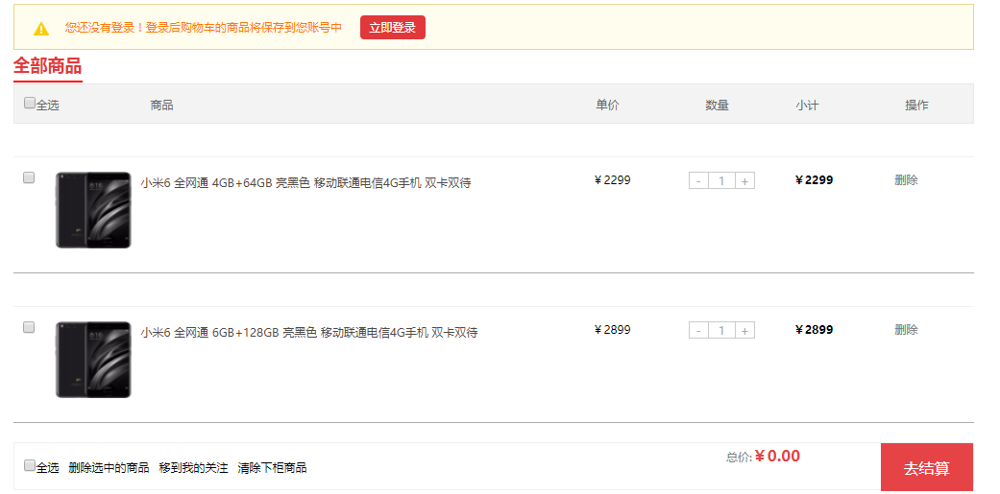 您还没有登录！登录后购物车的商品将保存到您账号中 立即登录
全部商品
全选 商品 单价 数量 小计 操作
小米6 全网通 4GB+64GB 亮黑色 移动联通电信4G手机 双卡双待 ¥2299 - 1 + ¥2299 删除
小米6 全网通 6GB+128GB 亮黑色 移动联通电信4G手机 双卡双待 ¥2899 - 1 + ¥2899 删除
全选 删除选中的商品 移到我的关注 清除下柜商品 总价: ¥0.00 去结算